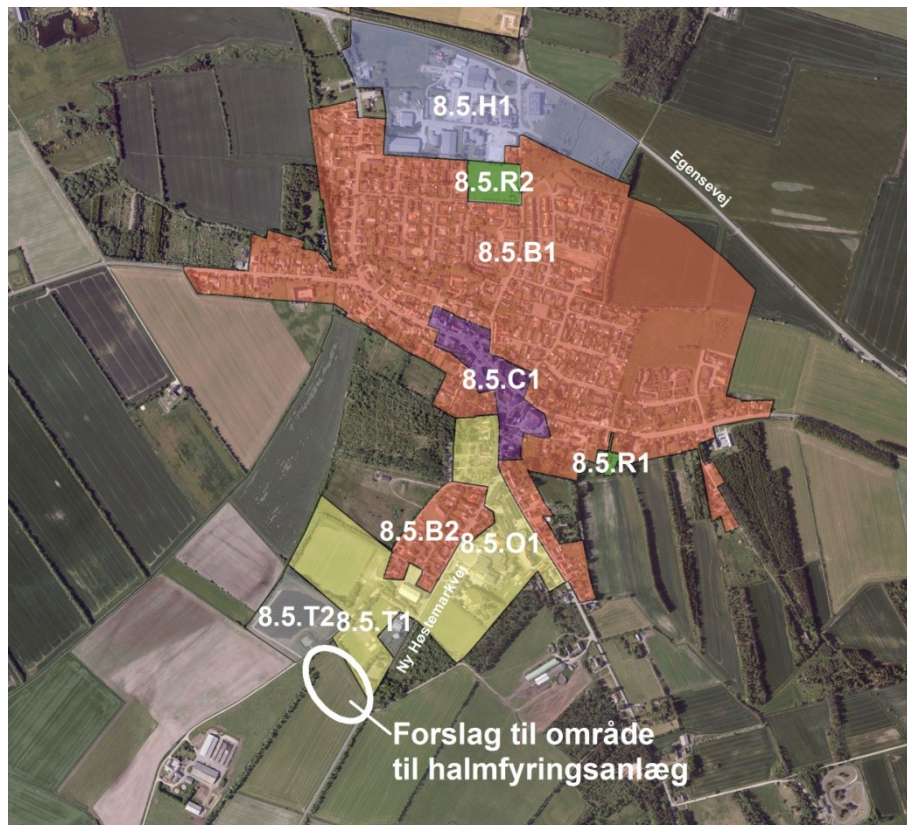 8.5.H1
Egensevej
8.5.R2
8.5.B1
8.5.C1
8.5.R1
8.5.B2
8.5.O1
8.5.T2
8.5.T1
Ny Høstemarkvej
Forslag til område
til halmfyringsanlæg